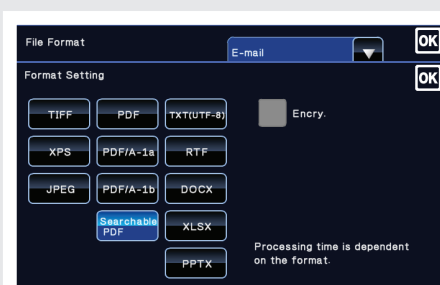 File Format
E-mail
OK
Format Setting
OK
TIFF
PDF
TXT(UTF-8)
Encry.
XPS
PDF/A-1a
RTF
JPEG
PDF/A-1b
DOCX
Searchable
PDF
XLSX
PPTX
Processing time is dependent
on the format.